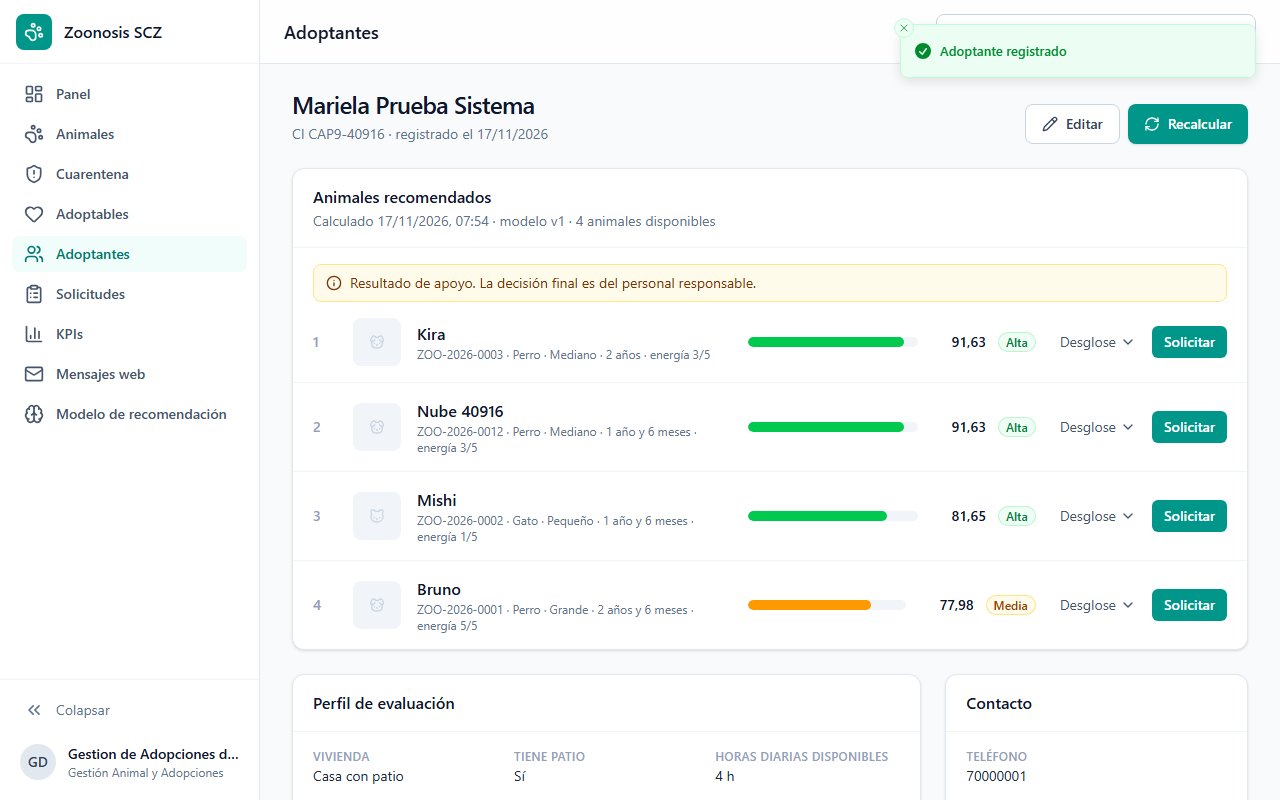 Zoonosis SCZ
Adoptantes
Adoptante registrado
Panel
Animales
Cuarentena
Adoptables
Adoptantes
Solicitudes
KPIs
Mensajes web
Modelo de recomendación
Colapsar
GD
Gestion de Adopciones d...
Gestión Animal y Adopciones
Mariela Prueba Sistema
CI CAP9-40916 · registrado el 17/11/2026
Editar
Recalcular
Animales recomendados
Calculado 17/11/2026, 07:54 · modelo v1 · 4 animales disponibles
Resultado de apoyo. La decisión final es del personal responsable.
1
Kira
ZOO-2026-0003 · Perro · Mediano · 2 años · energía 3/5
91,63
Alta
Desglose
Solicitar
2
Nube 40916
ZOO-2026-0012 · Perro · Mediano · 1 año y 6 meses ·
energía 3/5
91,63
Alta
Desglose
Solicitar
3
Mishi
ZOO-2026-0002 · Gato · Pequeño · 1 año y 6 meses ·
energía 1/5
81,65
Alta
Desglose
Solicitar
4
Bruno
ZOO-2026-0001 · Perro · Grande · 2 años y 6 meses ·
energía 5/5
77,98
Media
Desglose
Solicitar
Perfil de evaluación
VIVIENDA
Casa con patio
TIENE PATIO
Sí
HORAS DIARIAS DISPONIBLES
4 h
Contacto
TELÉFONO
70000001